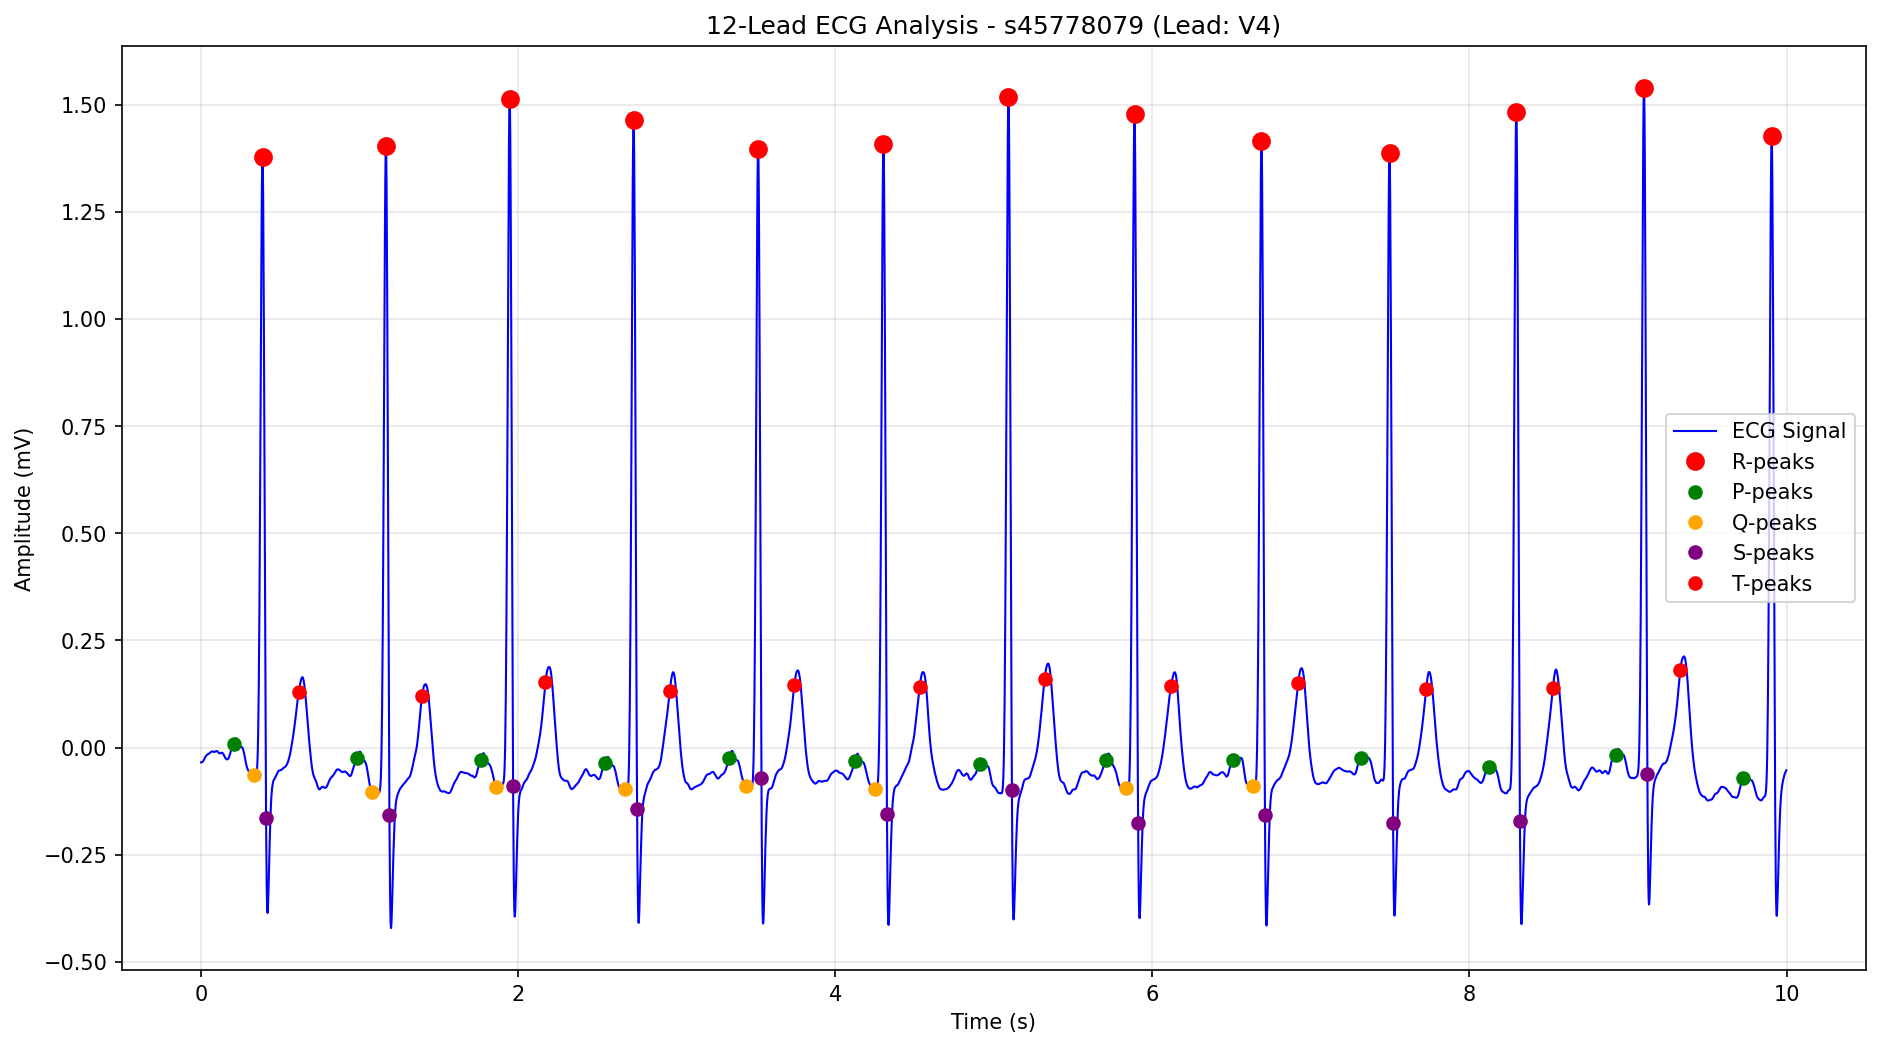 12-Lead ECG Analysis - s45778079 (Lead: V4)
Amplitude (mV)
1.50
1.25
1.00
0.75
0.50
0.25
0.00
−0.25
−0.50
ECG Signal
R-peaks
P-peaks
Q-peaks
S-peaks
T-peaks
0 2 4 6 8 10
Time (s)